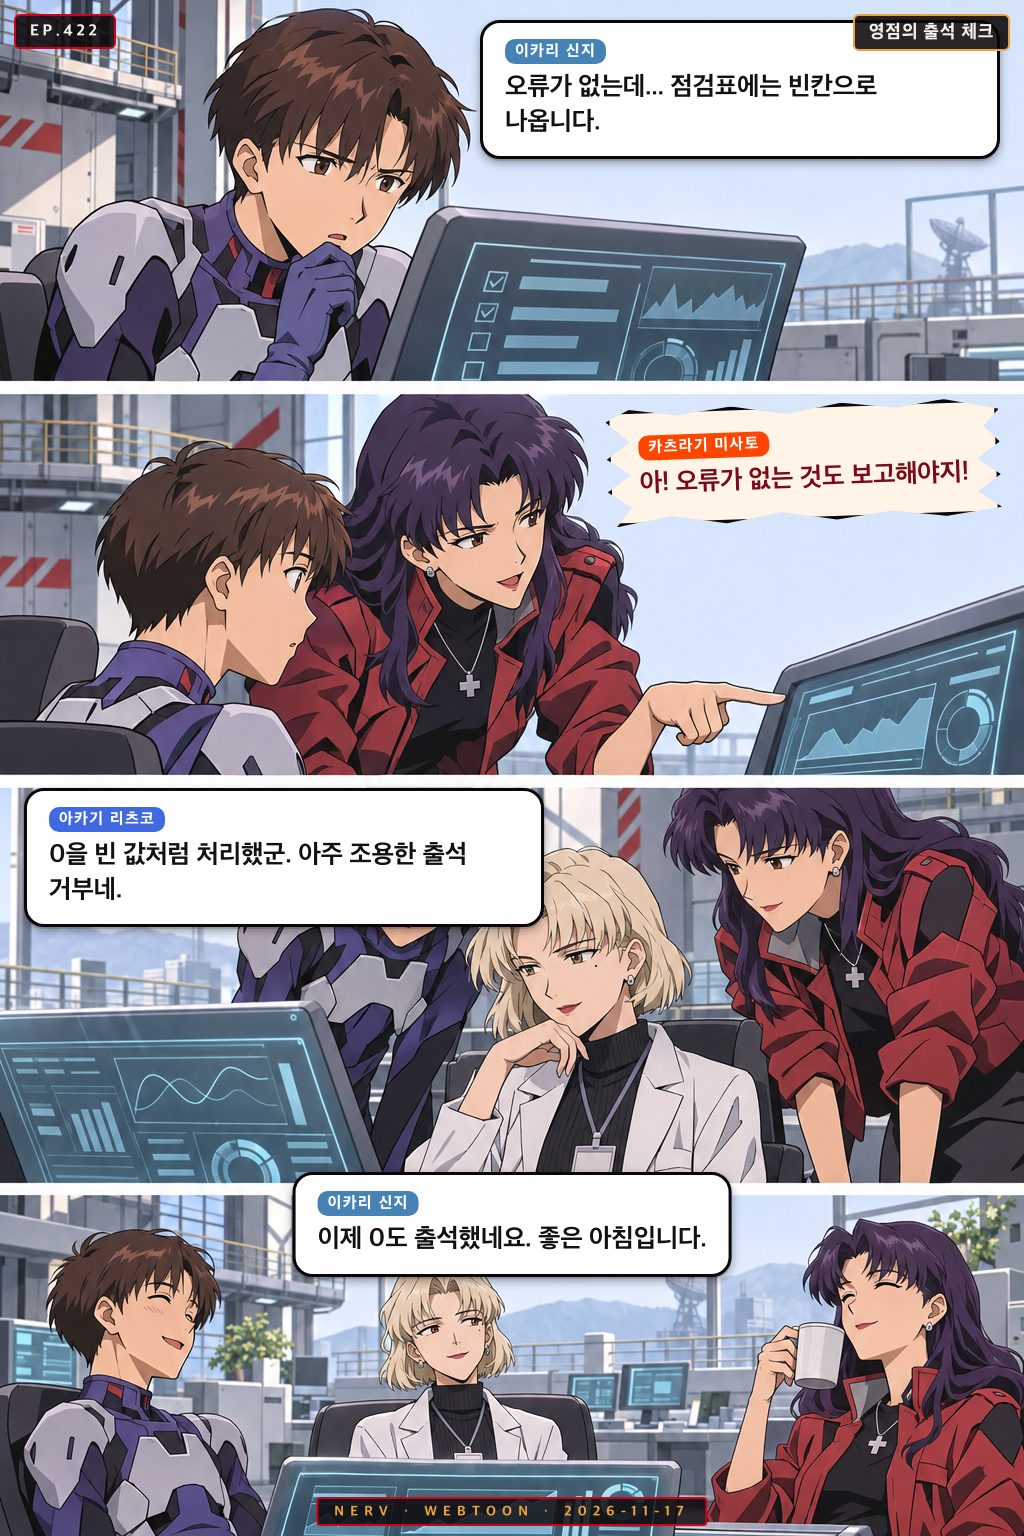 EP.422
영점의 출석 체크
이카리 신지
오류가 없는데... 점검표에는 빈칸으로
나옵니다.
카츠라기 미사토
아! 오류가 없는 것도 보고해야지!
아카기 리츠코
0을 빈 값처럼 처리했군. 아주 조용한 출석
거부네.
이카리 신지
이제 0도 출석했네요. 좋은 아침입니다.
NERV · WEBTOON · 2026-11-17